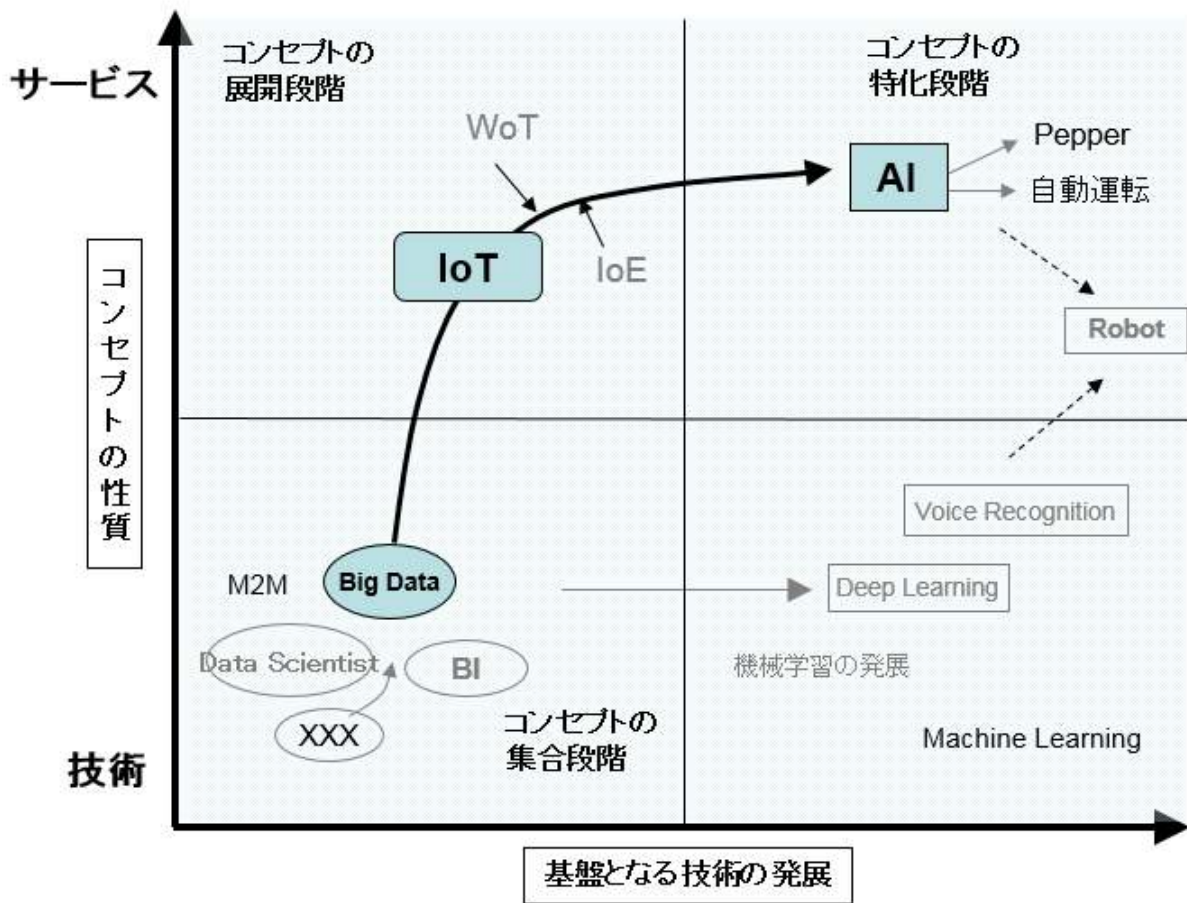 コンセプトの
展開段階
コンセプトの
特化段階
サービス
WoT
Pepper
AI
自動運転
IoT
IoE
コンセプトの性質
Robot
Voice Recognition
Big Data
M2M
Deep Learning
Data Scientist
BI
機械学習の発展
XXX
コンセプトの
集合段階
Machine Learning
技術
基盤となる技術の発展